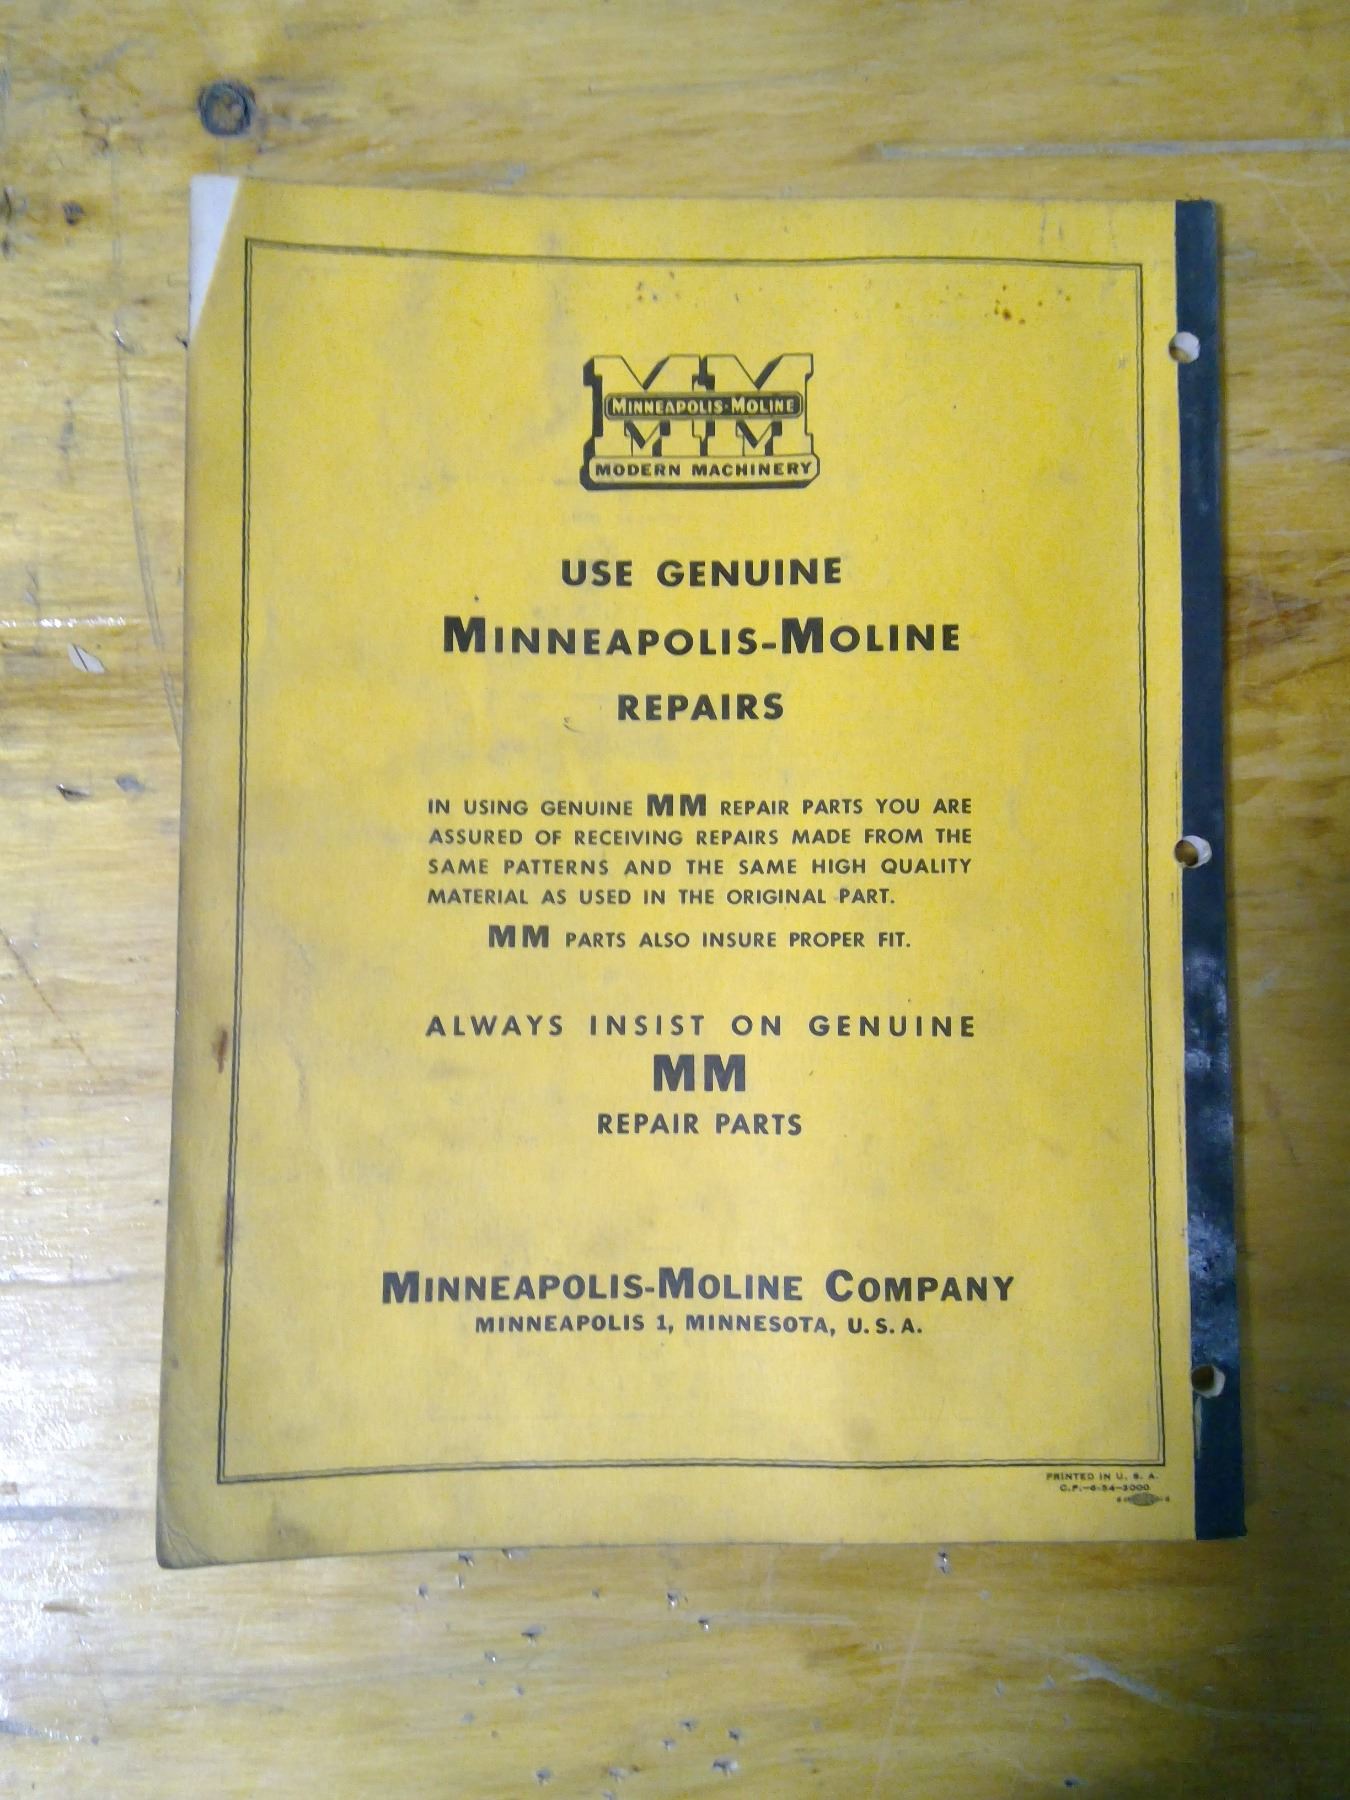 MM
MINNEAPOLIS-MOLINE
MODERN MACHINERY
USE GENUINE
MINNEAPOLIS-MOLINE
REPAIRS
IN USING GENUINE MM REPAIR PARTS YOU ARE
ASSURED OF RECEIVING REPAIRS MADE FROM THE
SAME PATTERNS AND THE SAME HIGH QUALITY
MATERIAL AS USED IN THE ORIGINAL PART.
MM PARTS ALSO INSURE PROPER FIT.
ALWAYS INSIST ON GENUINE
MM
REPAIR PARTS
MINNEAPOLIS-MOLINE COMPANY
MINNEAPOLIS 1, MINNESOTA, U. S. A.
PRINTED IN U. S. A.